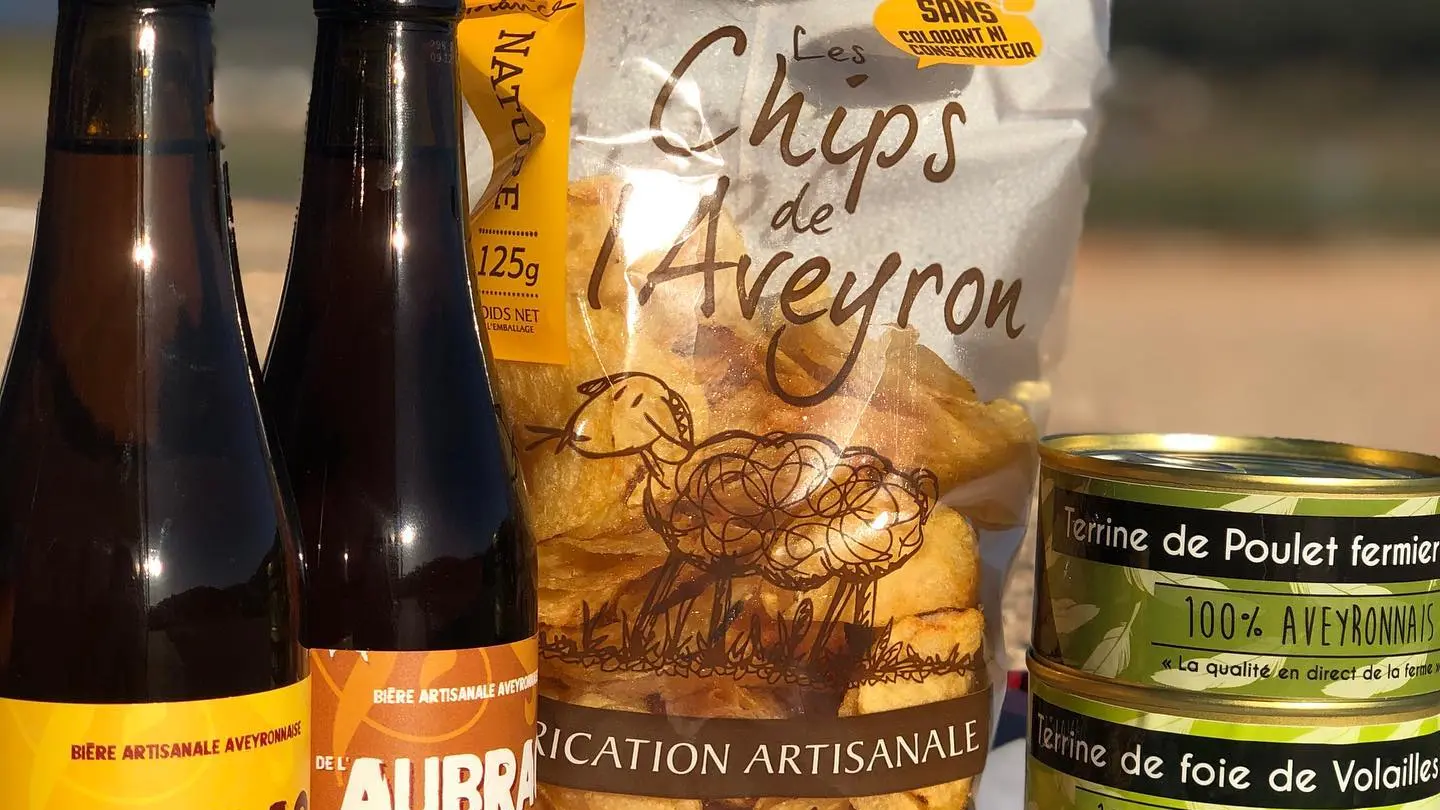 BIÈRE ARTISANALE AVEYRONNAISE
BIÈRE ARTISANALE AVEYRONNAISE
DE L'AUBRA
NATURE
125g
OIDS NET
L'EMBALLAGE
SANS
COLORANT NI
CONSERVATEUR
Les
Chips
de
l'Aveyron
RICATION ARTISANALE
Terrine de Poulet fermier
100% AVEYRONNAIS
« La qualité en direct de la ferme »
Terrine de foie de Volailles